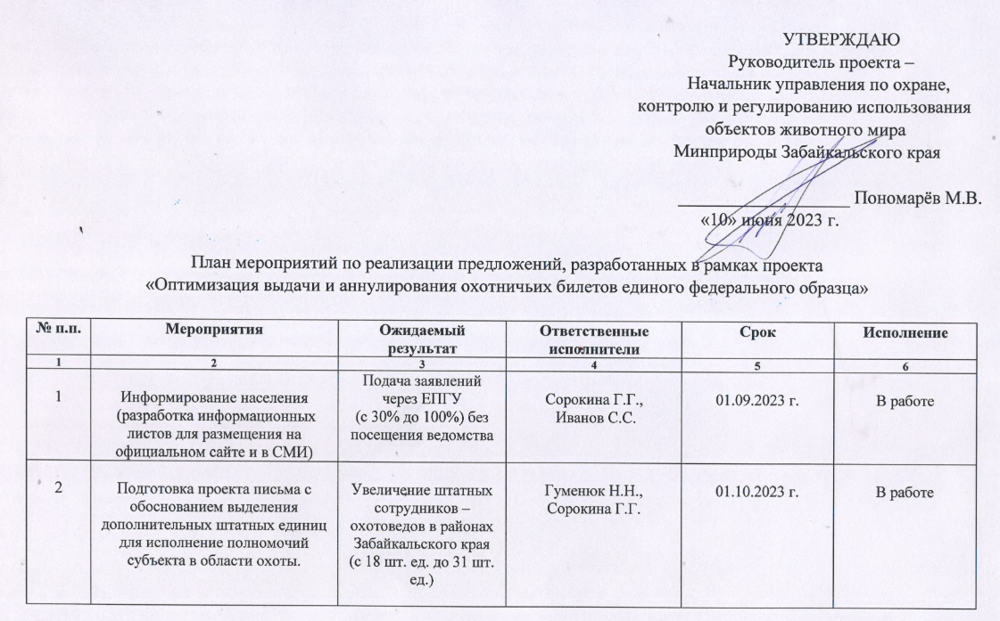 УТВЕРЖДАЮ
Руководитель проекта –
Начальник управления по охране,
контролю и регулированию использования
объектов животного мира
Минприроды Забайкальского края
____________________ Пономарёв М.В.
«10» июня 2023 г.
План мероприятий по реализации предложений, разработанных в рамках проекта
«Оптимизация выдачи и аннулирования охотничьих билетов единого федерального образца»
№ п.п.
Мероприятия
Ожидаемый
результат
Ответственные
исполнители
Срок
Исполнение
1
2
3
4
5
6
1
Информирование населения
(разработка информационных
листов для размещения на
официальном сайте и в СМИ)
Подача заявлений
через ЕПГУ
(с 30% до 100%) без
посещения ведомства
Сорокина Г.Г.,
Иванов С.С.
01.09.2023 г.
В работе
2
Подготовка проекта письма с
обоснованием выделения
дополнительных штатных единиц
для исполнение полномочий
субъекта в области охоты.
Увеличение штатных
сотрудников –
охотоведов в районах
Забайкальского края
(с 18 шт. ед. до 31 шт.
ед.)
Гуменюк Н.Н.,
Сорокина Г.Г.
01.10.2023 г.
В работе